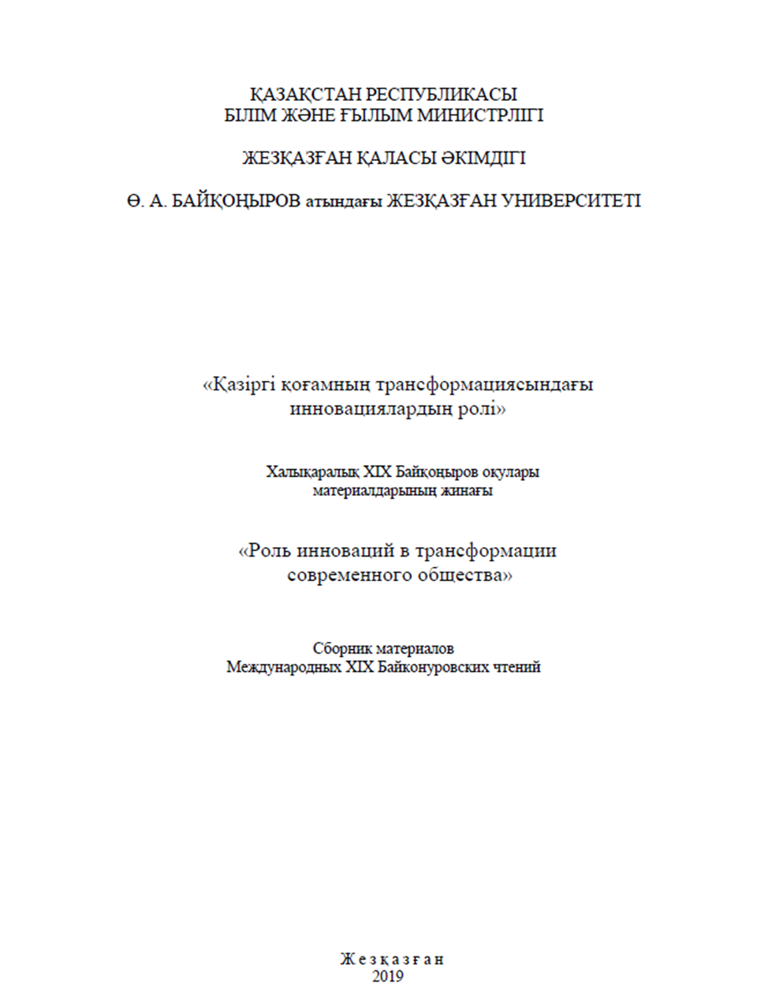 ҚАЗАҚСТАН РЕСПУБЛИКАСЫ
БІЛІМ ЖӘНЕ ҒЫЛЫМ МИНИСТРЛІГІ
ЖЕЗҚАЗҒАН ҚАЛАСЫ ӘКІМДІГІ
Ө. А. БАЙҚОҢЫРОВ атындағы ЖЕЗҚАЗҒАН УНИВЕРСИТЕТІ
«Қазіргі қоғамның трансформациясындағы
инновациялардың ролі»
Халықаралық XIX Байқоңыров оқулары
материалдарының жинағы
«Роль инноваций в трансформации
современного общества»
Сборник материалов
Международных XIX Байконуровских чтений
Жезқазған
2019